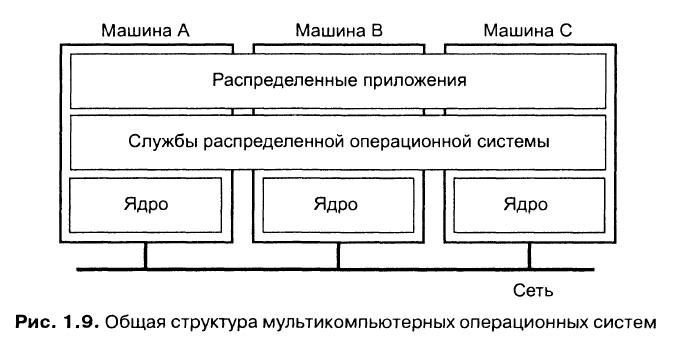 Машина A Машина B Машина C
Распределенные приложения
Службы распределенной операционной системы
Ядро Ядро Ядро
Сеть
Рис. 1.9. Общая структура мультикомпьютерных операционных систем